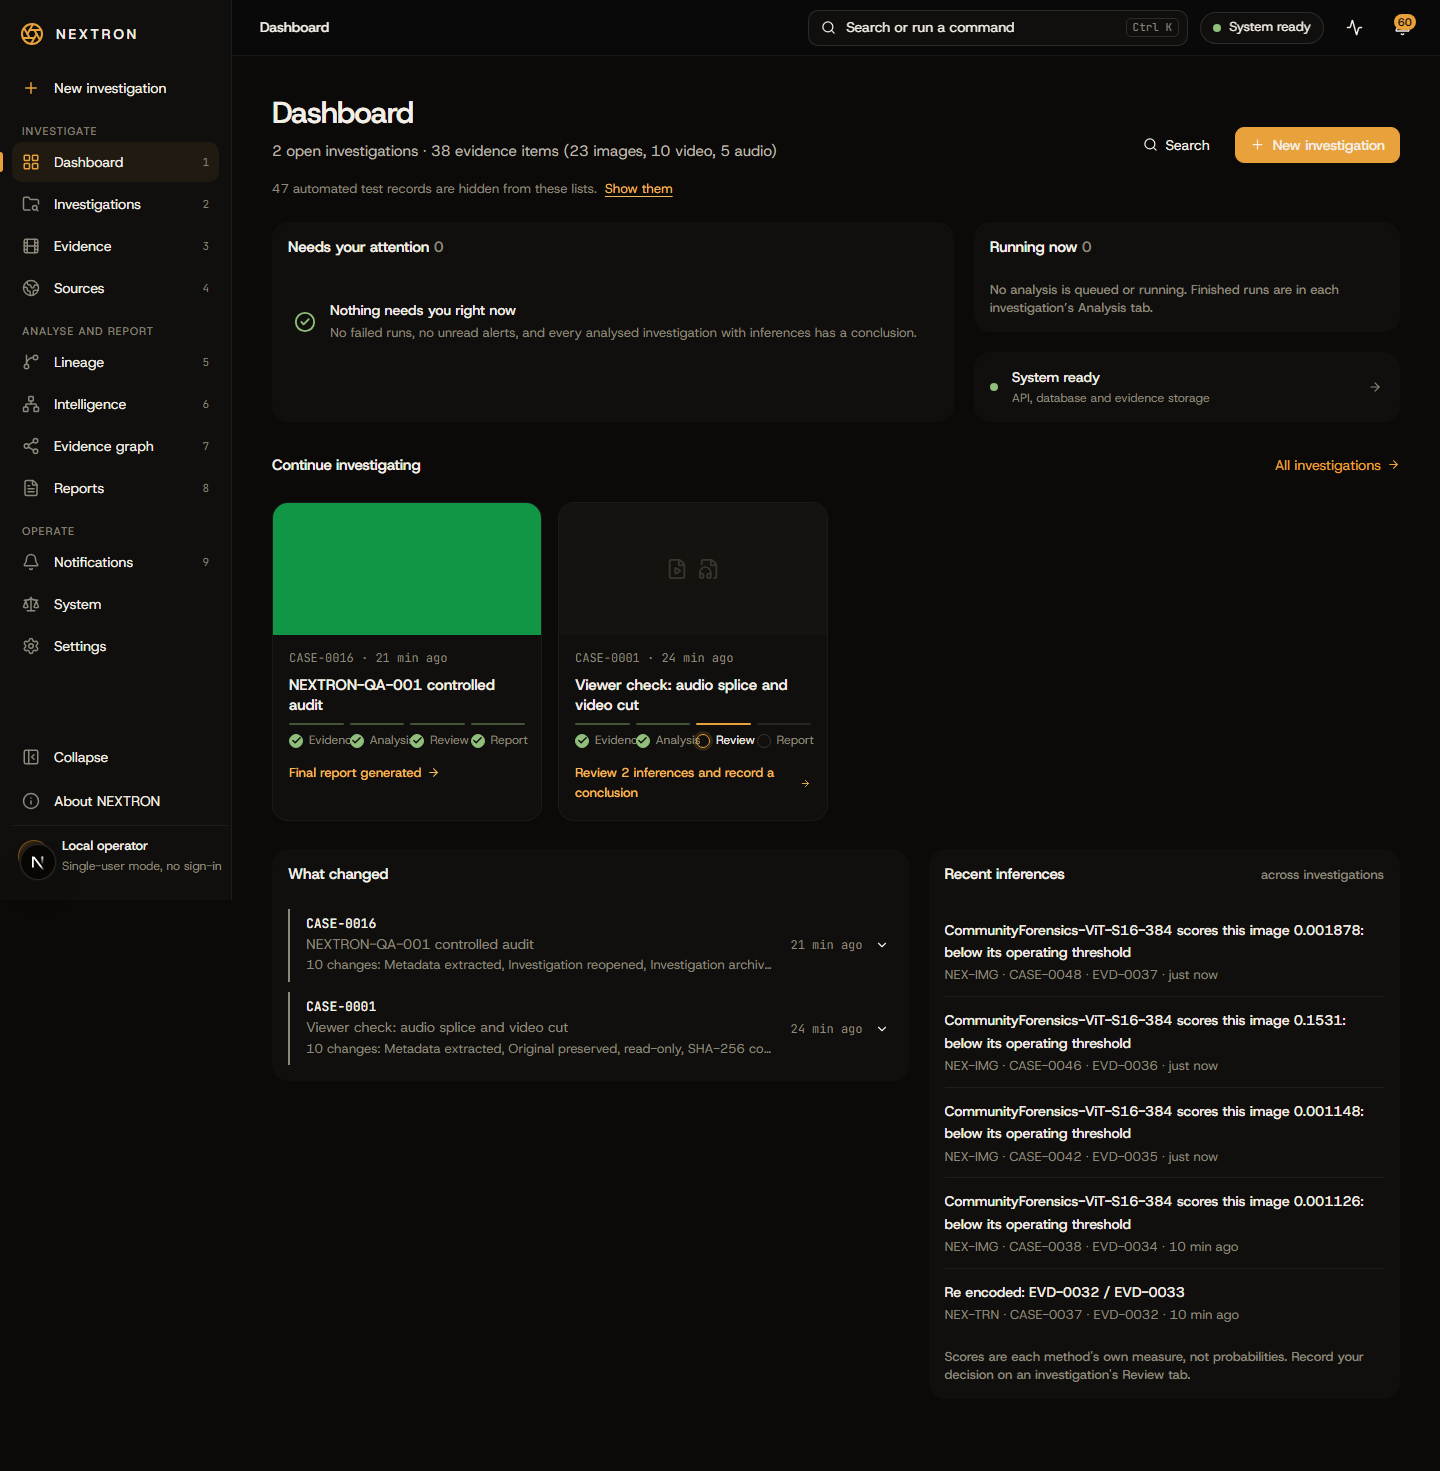 NEXTRON
New investigation
INVESTIGATE
Dashboard 1
Investigations 2
Evidence 3
Sources 4
ANALYSE AND REPORT
Lineage 5
Intelligence 6
Evidence graph 7
Reports 8
OPERATE
Notifications 9
System
Settings
Collapse
About NEXTRON
N
Local operator
Single-user mode, no sign-in
Dashboard
Search or run a command Ctrl K
System ready
60
Dashboard
2 open investigations · 38 evidence items (23 images, 10 video, 5 audio)
47 automated test records are hidden from these lists. Show them
Search
New investigation
Needs your attention 0
Nothing needs you right now
No failed runs, no unread alerts, and every analysed investigation with inferences has a conclusion.
Running now 0
No analysis is queued or running. Finished runs are in each
investigation’s Analysis tab.
System ready
API, database and evidence storage
Continue investigating
All investigations
CASE-0016 · 21 min ago
NEXTRON-QA-001 controlled
audit
Evidenc Analysis Review Report
Final report generated
CASE-0001 · 24 min ago
Viewer check: audio splice and
video cut
Evidenc Analysis Review Report
Review 2 inferences and record a
conclusion
What changed
CASE-0016
NEXTRON-QA-001 controlled audit
10 changes: Metadata extracted, Investigation reopened, Investigation archiv…
21 min ago
CASE-0001
Viewer check: audio splice and video cut
10 changes: Metadata extracted, Original preserved, read-only, SHA-256 co…
24 min ago
Recent inferences
across investigations
CommunityForensics-ViT-S16-384 scores this image 0.001878:
below its operating threshold
NEX-IMG · CASE-0048 · EVD-0037 · just now
CommunityForensics-ViT-S16-384 scores this image 0.1531:
below its operating threshold
NEX-IMG · CASE-0046 · EVD-0036 · just now
CommunityForensics-ViT-S16-384 scores this image 0.001148:
below its operating threshold
NEX-IMG · CASE-0042 · EVD-0035 · just now
CommunityForensics-ViT-S16-384 scores this image 0.001126:
below its operating threshold
NEX-IMG · CASE-0038 · EVD-0034 · 10 min ago
Re encoded: EVD-0032 / EVD-0033
NEX-TRN · CASE-0037 · EVD-0032 · 10 min ago
Scores are each method's own measure, not probabilities. Record your
decision on an investigation's Review tab.